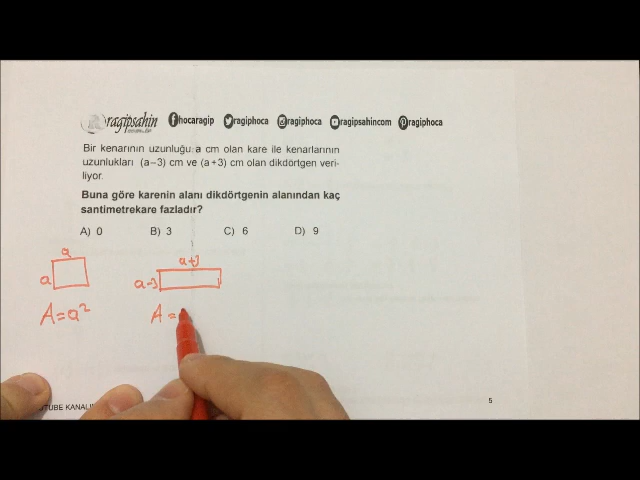 ragipsahin hocaragip ragiphoca ragiphoca ragipsahincom ragiphoca
Bir kenarının uzunluğu a cm olan kare ile kenarlarının
uzunlukları (a–3) cm ve (a+3) cm olan dikdörtgen veri-
liyor.
Buna göre karenin alanı dikdörtgenin alanından kaç
santimetrekare fazladır?
A) 0 B) 3 C) 6 D) 9
a a+3
a a-3
A=a² A=
KANALI
5